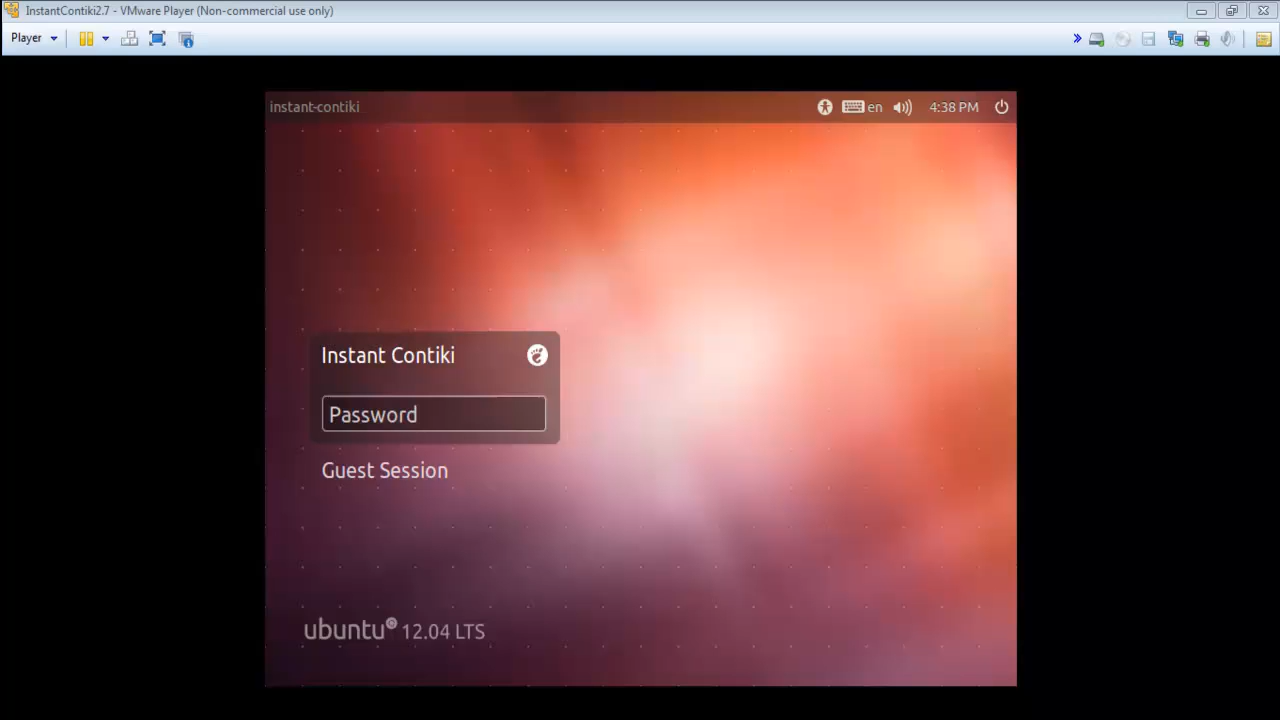 InstantContiki2.7 - VMware Player (Non-commercial use only)
Player
instant-contiki
en
4:38 PM
Instant Contiki
Password
Guest Session
ubuntu 12.04 LTS